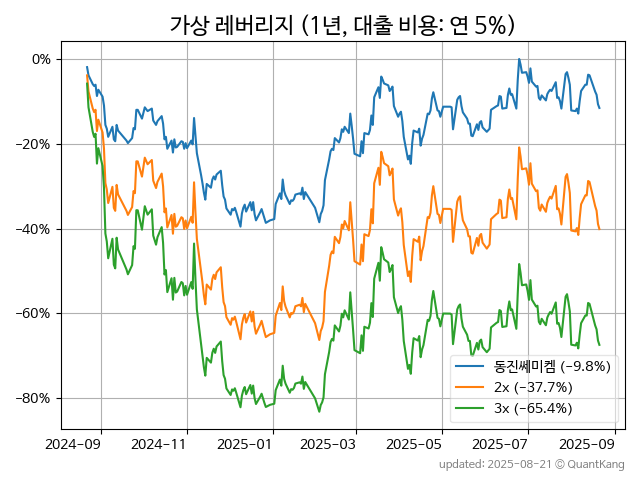 가상 레버리지 (1년, 대출 비용: 연 5%)
0%
−20%
−40%
−60%
−80%
동진쎄미켐 (−9.8%)
2x (−37.7%)
3x (−65.4%)
2024-09 2024-11 2025-01 2025-03 2025-05 2025-07 2025-09
updated: 2025-08-21 © QuantKang